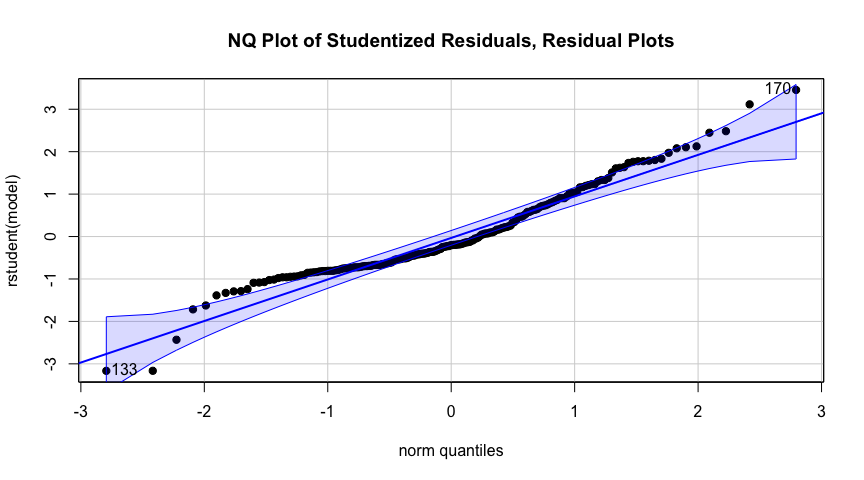 NQ Plot of Studentized Residuals, Residual Plots
170
3
2
1
0
-1
-2
-3
rstudent(model)
133
-3 -2 -1 0 1 2 3
norm quantiles